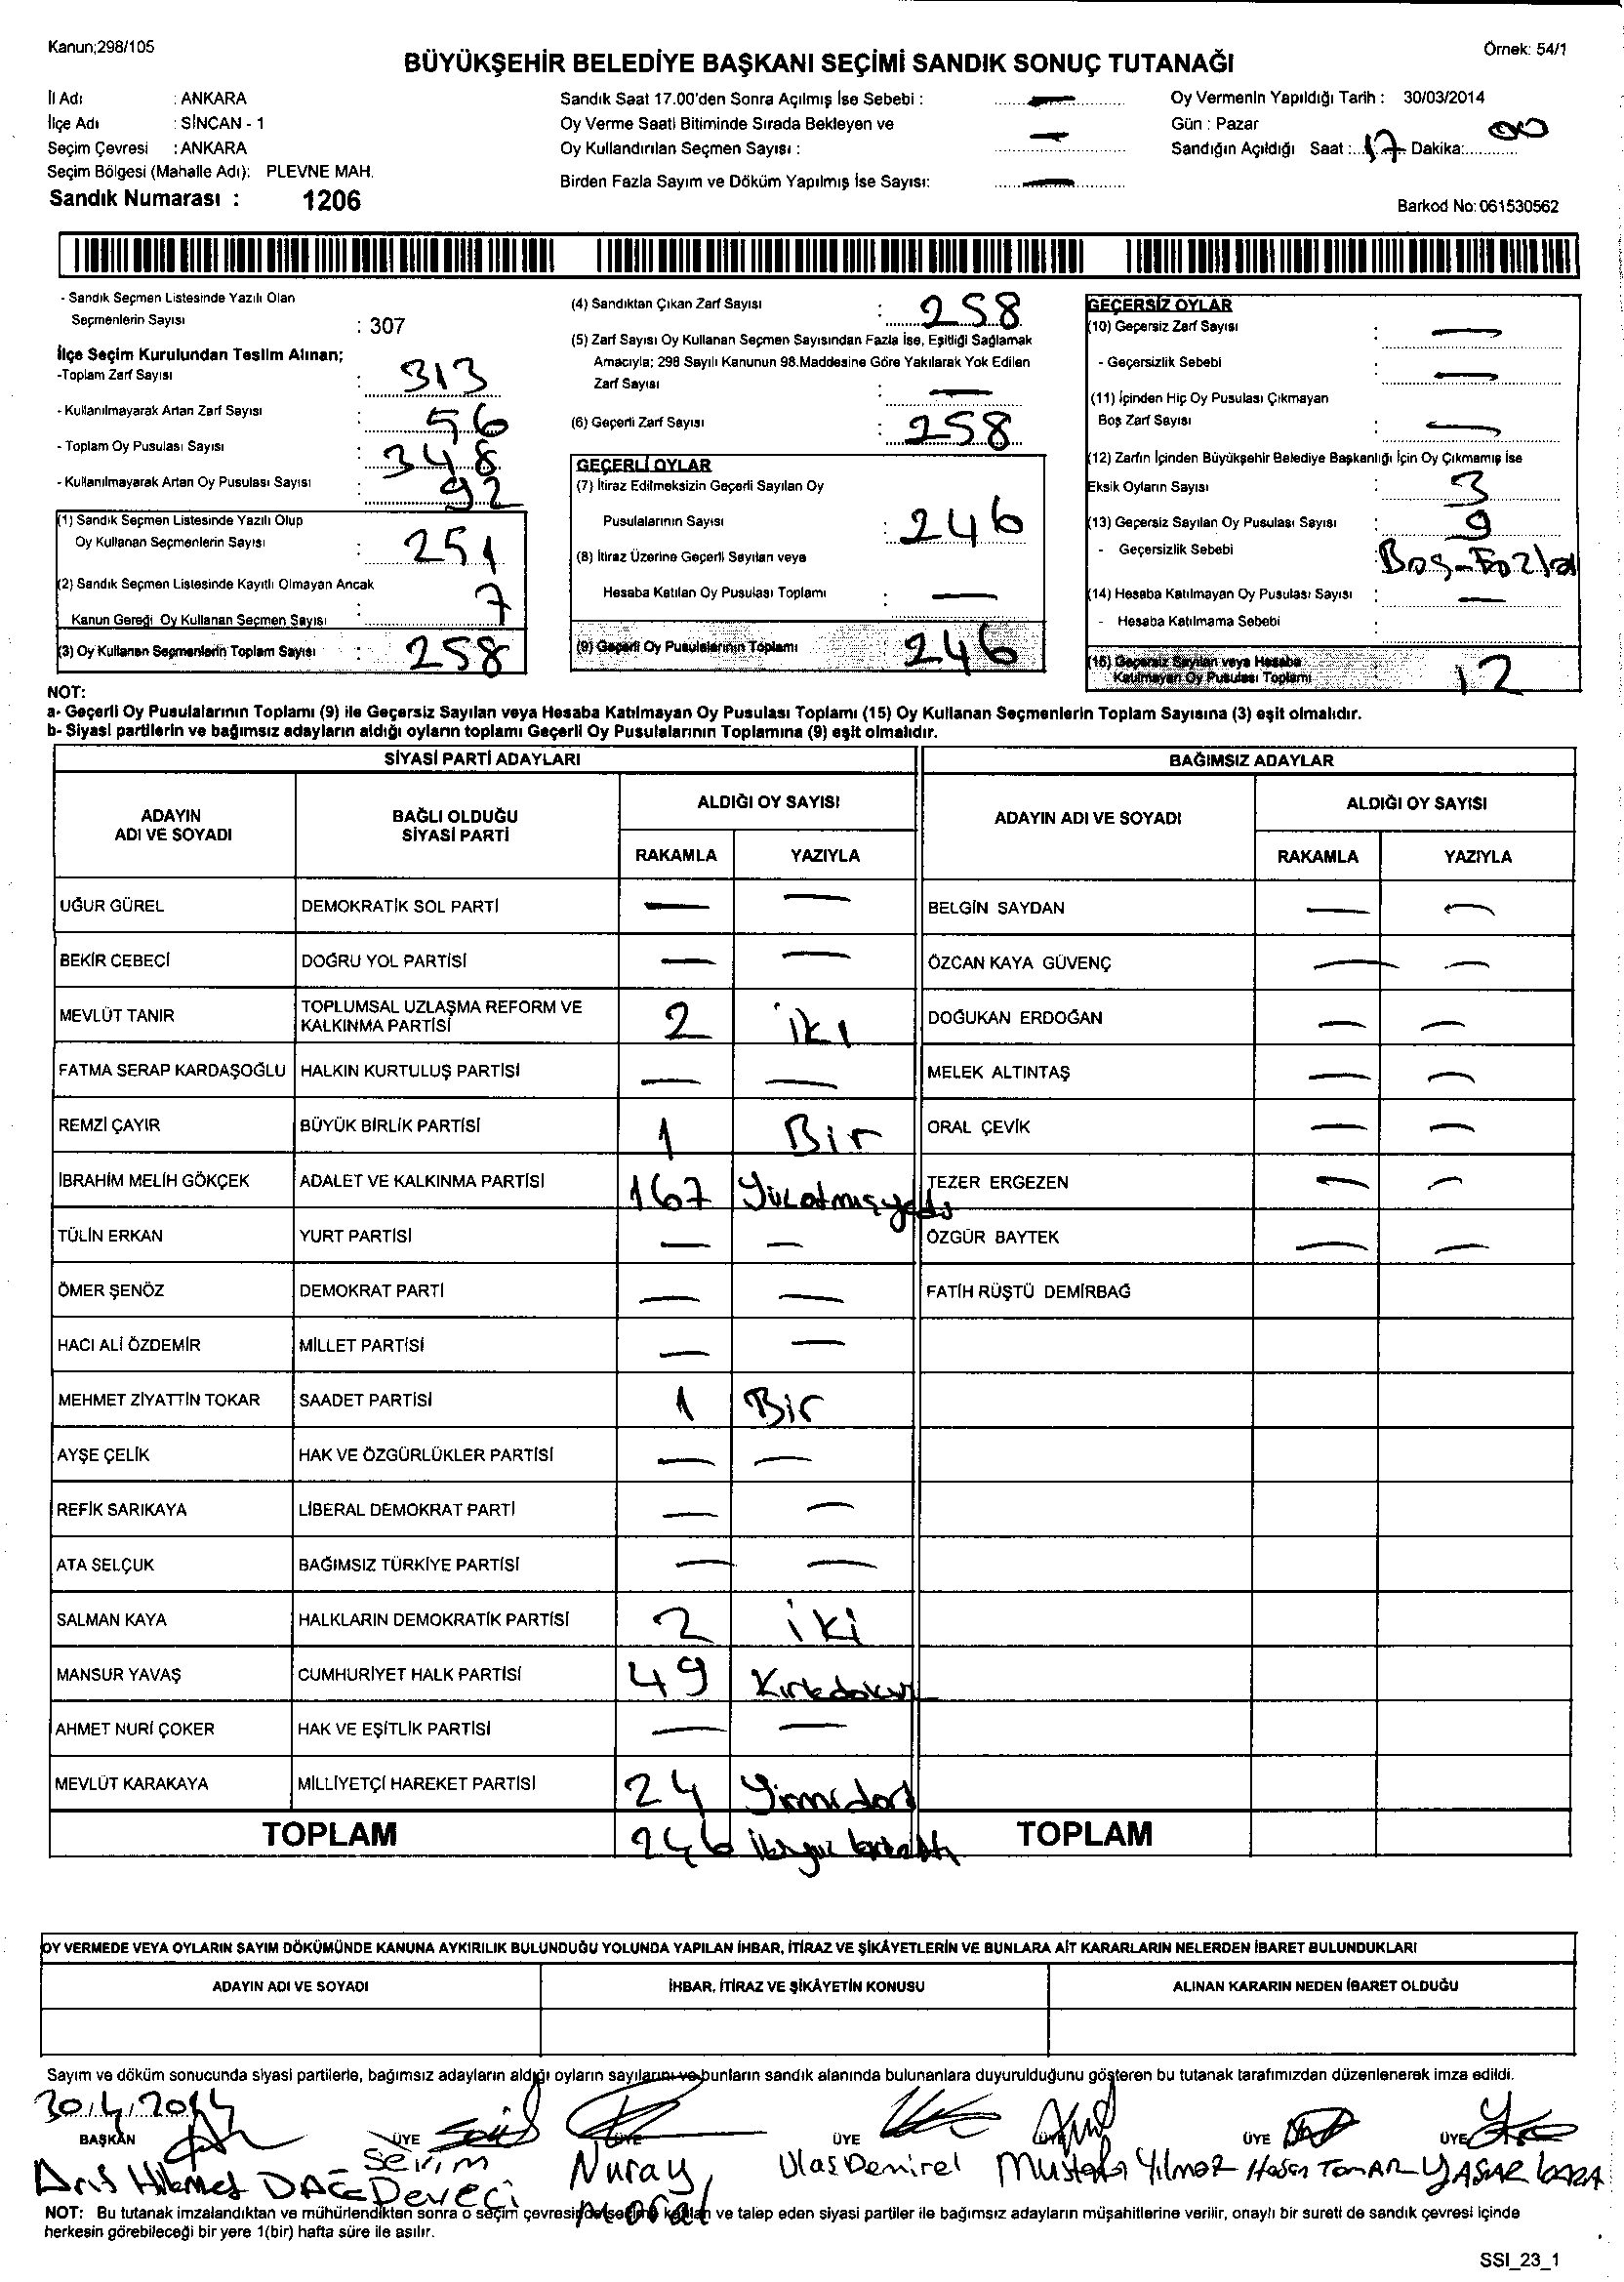 Kanun;298/105
Örnek: 54/1
BÜYÜKŞEHİR BELEDİYE BAŞKANI SEÇİMİ SANDIK SONUÇ TUTANAĞI
İl Adı : ANKARA
İlçe Adı : SİNCAN - 1
Seçim Çevresi : ANKARA
Seçim Bölgesi (Mahalle Adı): PLEVNE MAH.
Sandık Numarası : 1206
Sandık Saat 17.00'den Sonra Açılmış İse Sebebi : —
Oy Verme Saati Bitiminde Sırada Bekleyen ve
Oy Kullandırılan Seçmen Sayısı : —
Birden Fazla Sayım ve Döküm Yapılmış İse Sayısı: —
Oy Vermenin Yapıldığı Tarih : 30/03/2014
Gün : Pazar
Sandığın Açıldığı Saat : 17 Dakika: 00
Barkod No: 061530562
- Sandık Seçmen Listesinde Yazılı Olan
Seçmenlerin Sayısı : 307
İlçe Seçim Kurulundan Teslim Alınan;
-Toplam Zarf Sayısı : 313
- Kullanılmayarak Artan Zarf Sayısı : 56
- Toplam Oy Pusulası Sayısı : 348
- Kullanılmayarak Artan Oy Pusulası Sayısı : 92
(1) Sandık Seçmen Listesinde Yazılı Olup
Oy Kullanan Seçmenlerin Sayısı : 251
(2) Sandık Seçmen Listesinde Kayıtlı Olmayan Ancak
Kanun Gereği Oy Kullanan Seçmen Sayısı : 7
(3) Oy Kullanan Seçmenlerin Toplam Sayısı : 258
(4) Sandıktan Çıkan Zarf Sayısı : 258
(5) Zarf Sayısı Oy Kullanan Seçmen Sayısından Fazla İse, Eşitliği Sağlamak
Amacıyla; 298 Sayılı Kanunun 98.Maddesine Göre Yakılarak Yok Edilen
Zarf Sayısı : —
(6) Geçerli Zarf Sayısı : 258
GEÇERLİ OYLAR
(7) İtiraz Edilmeksizin Geçerli Sayılan Oy
Pusulalarının Sayısı : 246
(8) İtiraz Üzerine Geçerli Sayılan veya
Hesaba Katılan Oy Pusulası Toplamı : —
(9) Geçerli Oy Pusulalarının Toplamı 246
GEÇERSİZ OYLAR
(10) Geçersiz Zarf Sayısı : —
- Geçersizlik Sebebi : —
(11) İçinden Hiç Oy Pusulası Çıkmayan
Boş Zarf Sayısı : —
(12) Zarfın İçinden Büyükşehir Belediye Başkanlığı İçin Oy Çıkmamış İse
Eksik Oyların Sayısı : 3
(13) Geçersiz Sayılan Oy Pusulası Sayısı : 9
- Geçersizlik Sebebi : Boş-Fazla
(14) Hesaba Katılmayan Oy Pusulası Sayısı : —
- Hesaba Katılmama Sebebi :
(15) Geçersiz Sayılan veya Hesaba
Katılmayan Oy Pusulası Toplamı 12
NOT:
a- Geçerli Oy Pusulalarının Toplamı (9) ile Geçersiz Sayılan veya Hesaba Katılmayan Oy Pusulası Toplamı (15) Oy Kullanan Seçmenlerin Toplam Sayısına (3) eşit olmalıdır.
b- Siyasi partilerin ve bağımsız adayların aldığı oyların toplamı Geçerli Oy Pusulalarının Toplamına (9) eşit olmalıdır.
SİYASİ PARTİ ADAYLARI
ADAYIN
ADI VE SOYADI
BAĞLI OLDUĞU
SİYASİ PARTİ
ALDIĞI OY SAYISI
RAKAMLA YAZIYLA
UĞUR GÜREL DEMOKRATİK SOL PARTİ — —
BEKİR CEBECİ DOĞRU YOL PARTİSİ — —
MEVLÜT TANIR TOPLUMSAL UZLAŞMA REFORM VE
KALKINMA PARTİSİ 2 iki
FATMA SERAP KARDAŞOĞLU HALKIN KURTULUŞ PARTİSİ — —
REMZİ ÇAYIR BÜYÜK BİRLİK PARTİSİ 1 Bir
İBRAHİM MELİH GÖKÇEK ADALET VE KALKINMA PARTİSİ 167 Yüzatmışyedi
TÜLİN ERKAN YURT PARTİSİ — —
ÖMER ŞENÖZ DEMOKRAT PARTİ — —
HACI ALİ ÖZDEMİR MİLLET PARTİSİ — —
MEHMET ZİYATTİN TOKAR SAADET PARTİSİ 1 Bir
AYŞE ÇELİK HAK VE ÖZGÜRLÜKLER PARTİSİ — —
REFİK SARIKAYA LİBERAL DEMOKRAT PARTİ — —
ATA SELÇUK BAĞIMSIZ TÜRKİYE PARTİSİ — —
SALMAN KAYA HALKLARIN DEMOKRATİK PARTİSİ 2 iki
MANSUR YAVAŞ CUMHURİYET HALK PARTİSİ 49 Kırkdokuz
AHMET NURİ ÇOKER HAK VE EŞİTLİK PARTİSİ — —
MEVLÜT KARAKAYA MİLLİYETÇİ HAREKET PARTİSİ 24 Yirmidört
TOPLAM 246 ikiyüz kırkaltı
BAĞIMSIZ ADAYLAR
ADAYIN ADI VE SOYADI
ALDIĞI OY SAYISI
RAKAMLA YAZIYLA
BELGİN SAYDAN — —
ÖZCAN KAYA GÜVENÇ — —
DOĞUKAN ERDOĞAN — —
MELEK ALTINTAŞ — —
ORAL ÇEVİK — —
TEZER ERGEZEN — —
ÖZGÜR BAYTEK — —
FATİH RÜŞTÜ DEMİRBAĞ
TOPLAM
OY VERMEDE VEYA OYLARIN SAYIM DÖKÜMÜNDE KANUNA AYKIRILIK BULUNDUĞU YOLUNDA YAPILAN İHBAR, İTİRAZ VE ŞİKÂYETLERİN VE BUNLARA AİT KARARLARIN NELERDEN İBARET BULUNDUKLARI
ADAYIN ADI VE SOYADI İHBAR, İTİRAZ VE ŞİKÂYETİN KONUSU ALINAN KARARIN NEDEN İBARET OLDUĞU
Sayım ve döküm sonucunda siyasi partilerle, bağımsız adayların aldığı oyların sayılarını ve bunların sandık alanında bulunanlara duyurulduğunu gösteren bu tutanak tarafımızdan düzenlenerek imza edildi.
30/4/2014
BAŞKAN ÜYE ÜYE ÜYE ÜYE ÜYE ÜYE
Hikmet DAĞ Sevim Deveci Nuray Ulaş Demirel Mustafa Yılmaz Hasan TOMAR YAŞAR KARA
NOT: Bu tutanak imzalandıktan ve mühürlendikten sonra o seçim çevresinde seçime katılan ve talep eden siyasi partiler ile bağımsız adayların müşahitlerine verilir, onaylı bir sureti de sandık çevresi içinde
herkesin görebileceği bir yere 1(bir) hafta süre ile asılır.
SSI_23_1